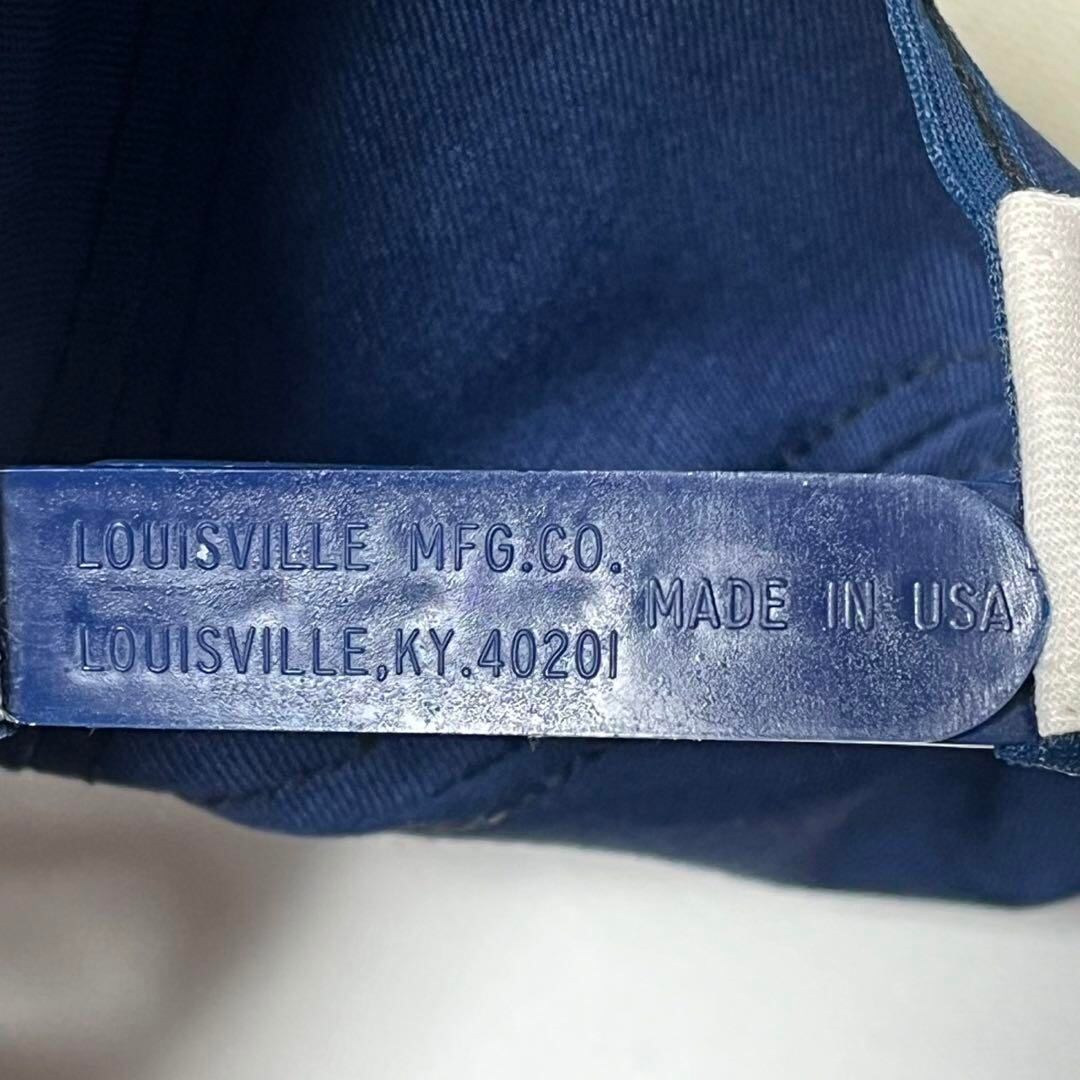 LOUISVILLE MFG.CO.
LOUISVILLE,KY.40201
MADE IN USA